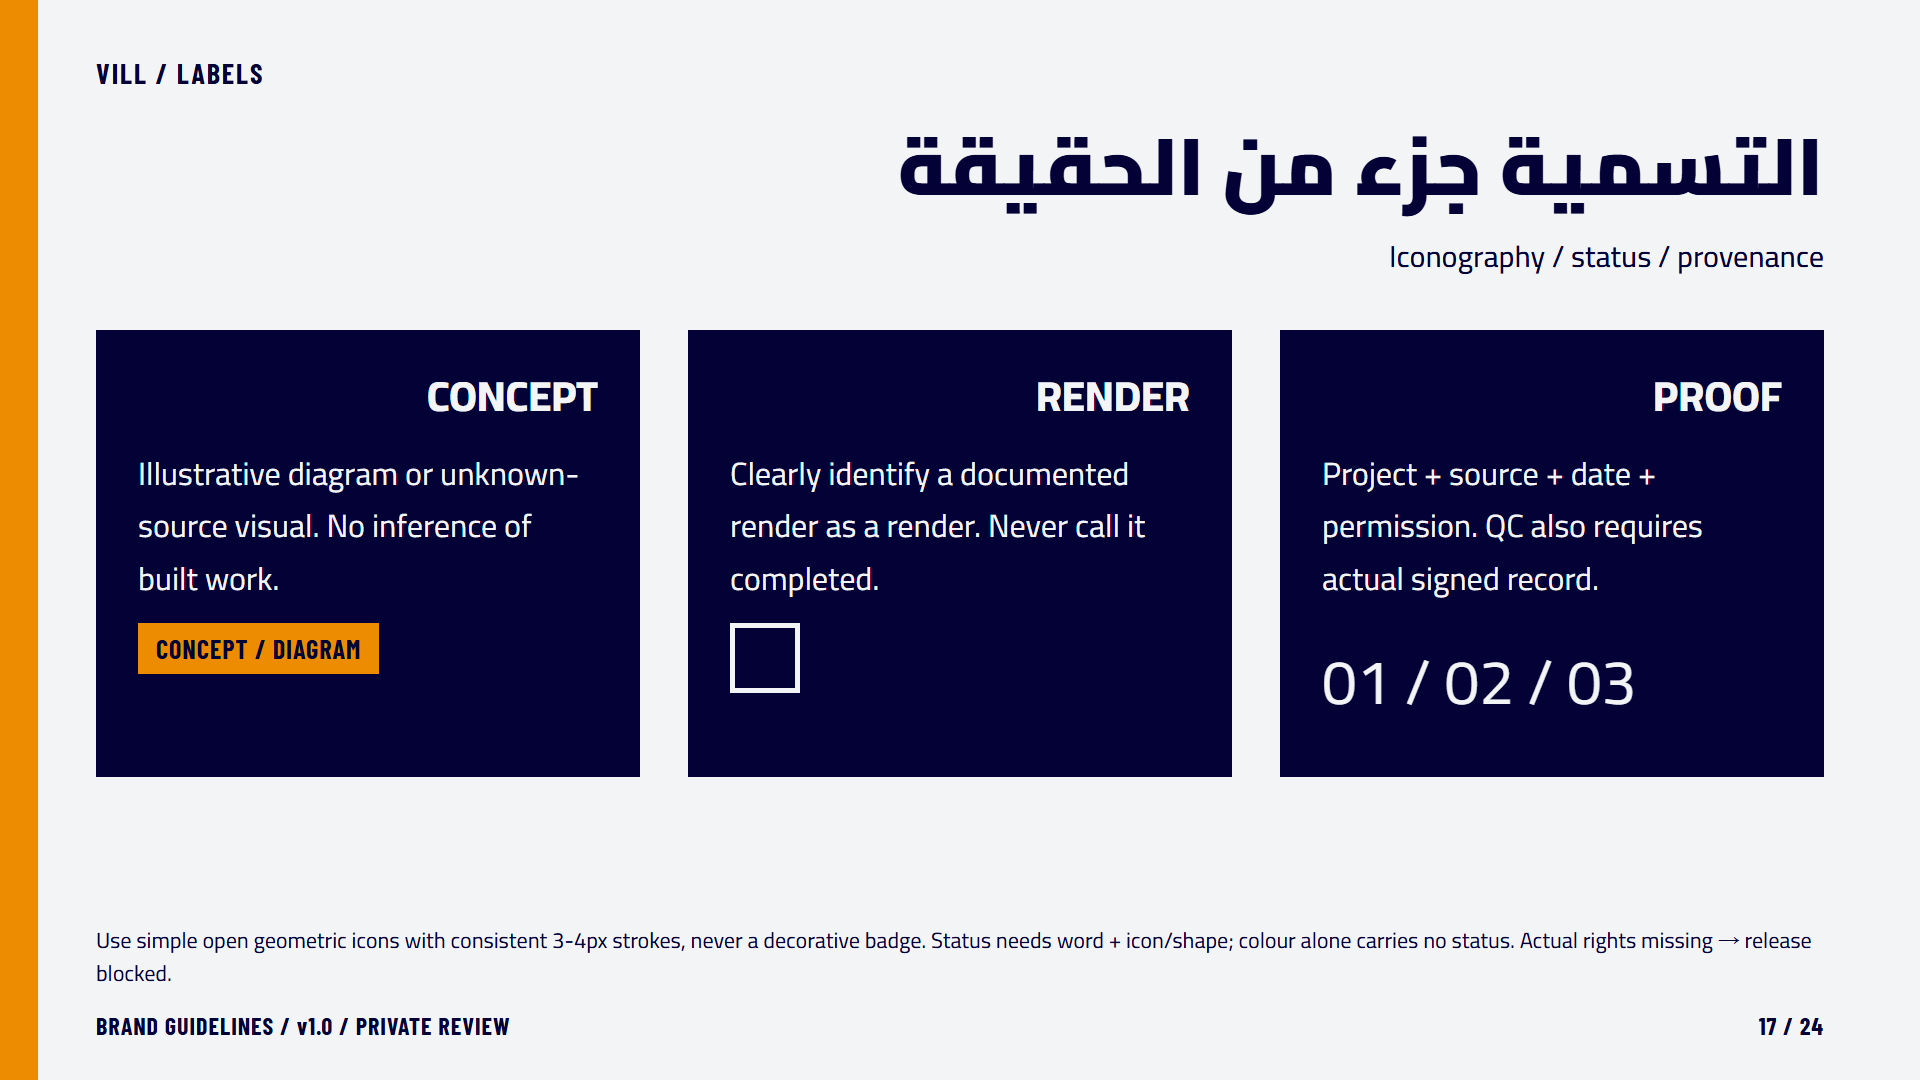 VILL / LABELS
التسمية جزء من الحقيقة
Iconography / status / provenance
CONCEPT
Illustrative diagram or unknown-
source visual. No inference of
built work.
CONCEPT / DIAGRAM
RENDER
Clearly identify a documented
render as a render. Never call it
completed.
PROOF
Project + source + date +
permission. QC also requires
actual signed record.
01 / 02 / 03
Use simple open geometric icons with consistent 3-4px strokes, never a decorative badge. Status needs word + icon/shape; colour alone carries no status. Actual rights missing → release
blocked.
BRAND GUIDELINES / v1.0 / PRIVATE REVIEW
17 / 24